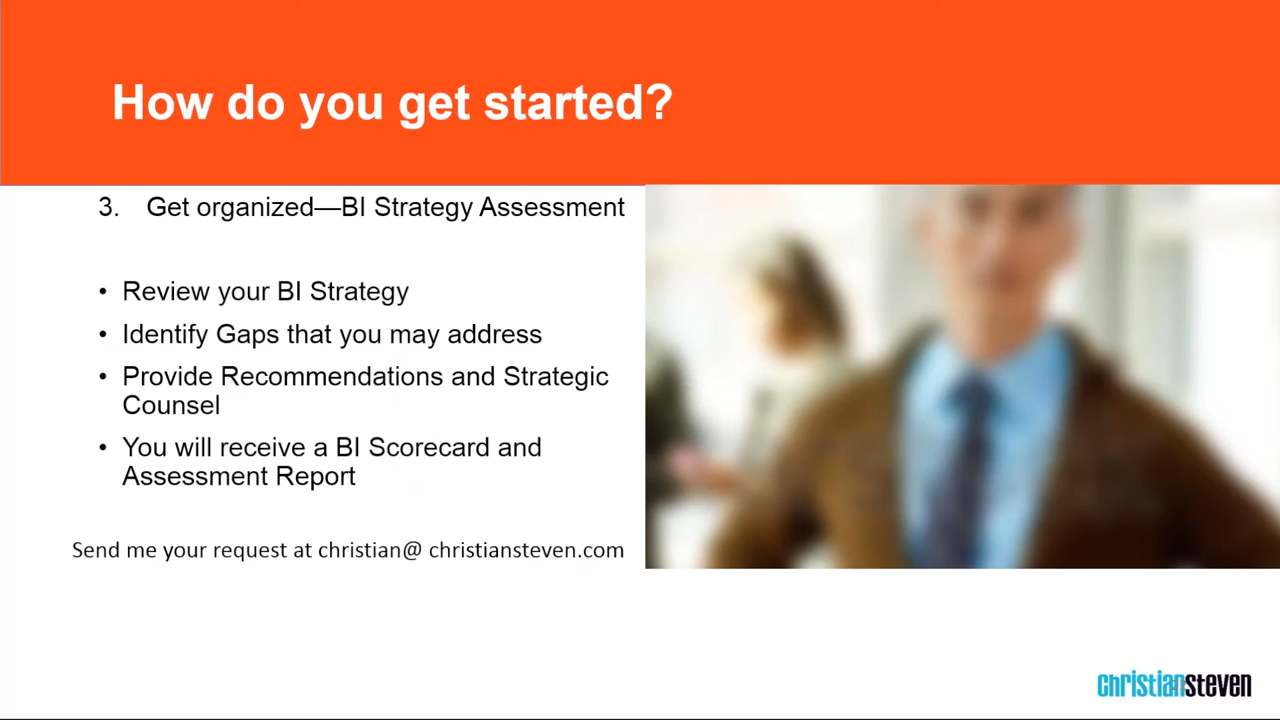 How do you get started?
3. Get organized—BI Strategy Assessment
• Review your BI Strategy
• Identify Gaps that you may address
• Provide Recommendations and Strategic
Counsel
• You will receive a BI Scorecard and
Assessment Report
Send me your request at christian@ christiansteven.com
christiansteven